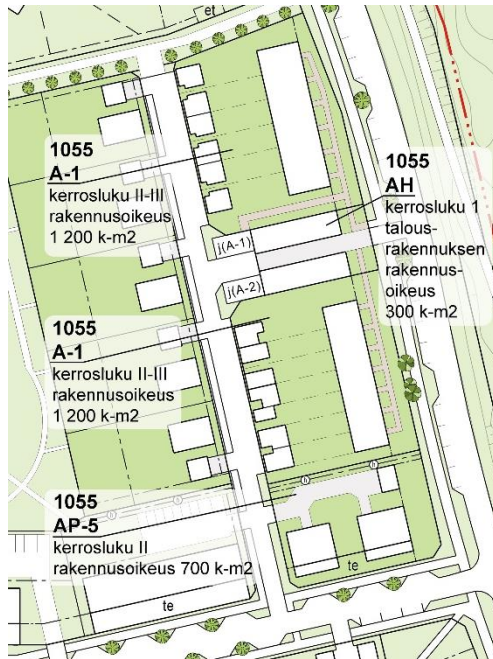 et
1055
A-1
kerrosluku II-III
rakennusoikeus
1 200 k-m2
1055
AH
kerrosluku 1
talous-
rakennuksen
rakennus-
oikeus
300 k-m2
j(A-1)
j(A-2)
1055
A-1
kerrosluku II-III
rakennusoikeus
1 200 k-m2
1055
AP-5
kerrosluku II
rakennusoikeus 700 k-m2
h
h
h
h
te
te